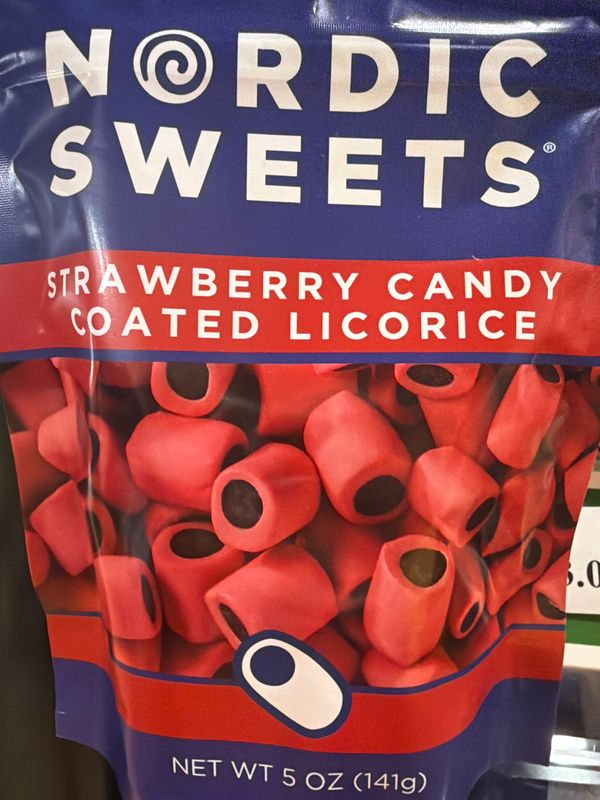 NORDIC
SWEETS®
STRAWBERRY CANDY
COATED LICORICE
NET WT 5 OZ (141g)